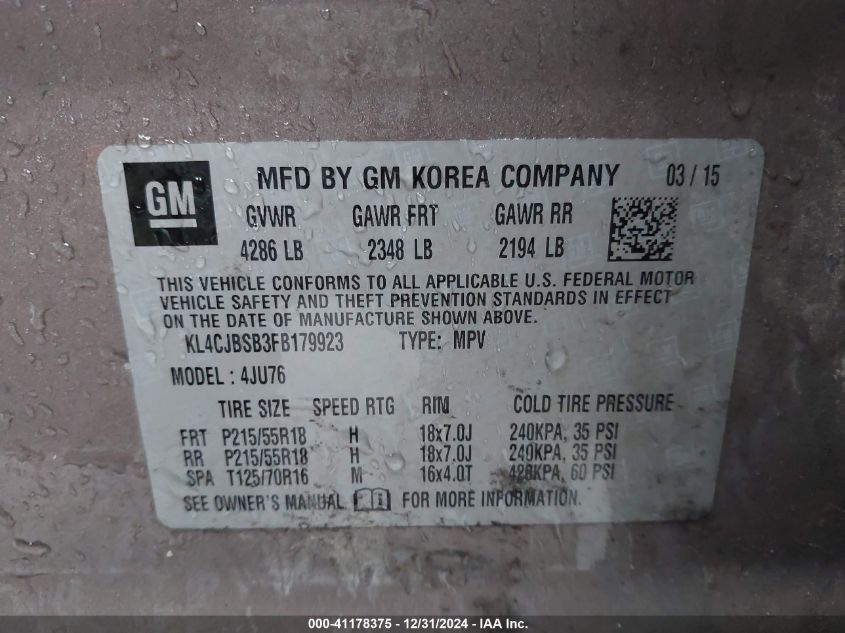 GM
MFD BY GM KOREA COMPANY 03 / 15
GVWR GAWR FRT GAWR RR
4286 LB 2348 LB 2194 LB
THIS VEHICLE CONFORMS TO ALL APPLICABLE U.S. FEDERAL MOTOR
VEHICLE SAFETY AND THEFT PREVENTION STANDARDS IN EFFECT
ON THE DATE OF MANUFACTURE SHOWN ABOVE.
KL4CJBSB3FB179923 TYPE: MPV
MODEL : 4JU76
TIRE SIZE SPEED RTG RIM COLD TIRE PRESSURE
FRT P215/55R18 H 18x7.0J 240KPA, 35 PSI
RR P215/55R18 H 18x7.0J 240KPA, 35 PSI
SPA T125/70R16 M 16x4.0T 420KPA, 60 PSI
SEE OWNER'S MANUAL i FOR MORE INFORMATION.
000-41178375 - 12/31/2024 - IAA Inc.